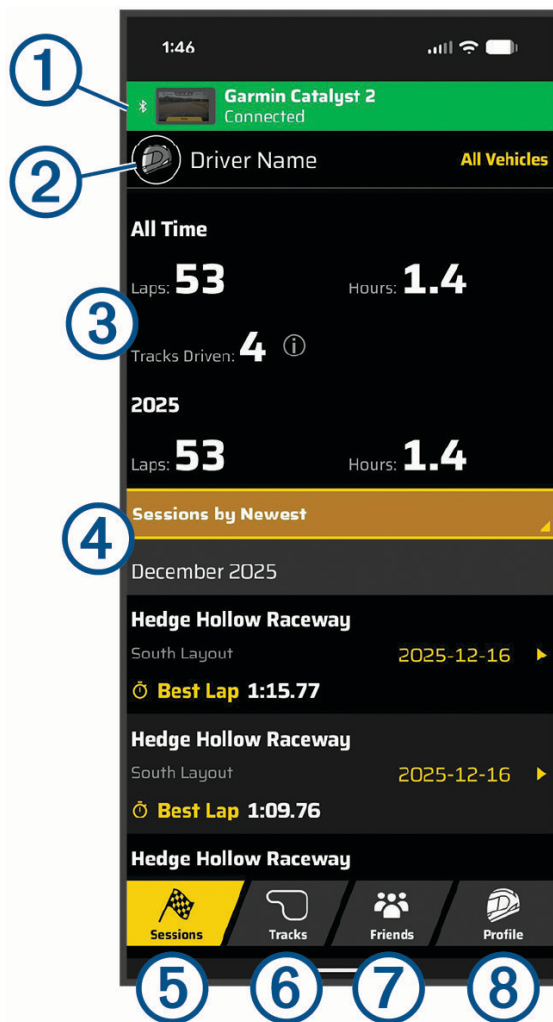 1:46
1
Garmin Catalyst 2
Connected
2
Driver Name
All Vehicles
All Time
Laps: 53
Hours: 1.4
3
Tracks Driven: 4
2025
Laps: 53
Hours: 1.4
4
Sessions by Newest
December 2025
Hedge Hollow Raceway
South Layout
2025-12-16
Best Lap 1:15.77
Hedge Hollow Raceway
South Layout
2025-12-16
Best Lap 1:09.76
Hedge Hollow Raceway
Sessions
Tracks
Friends
Profile
5
6
7
8